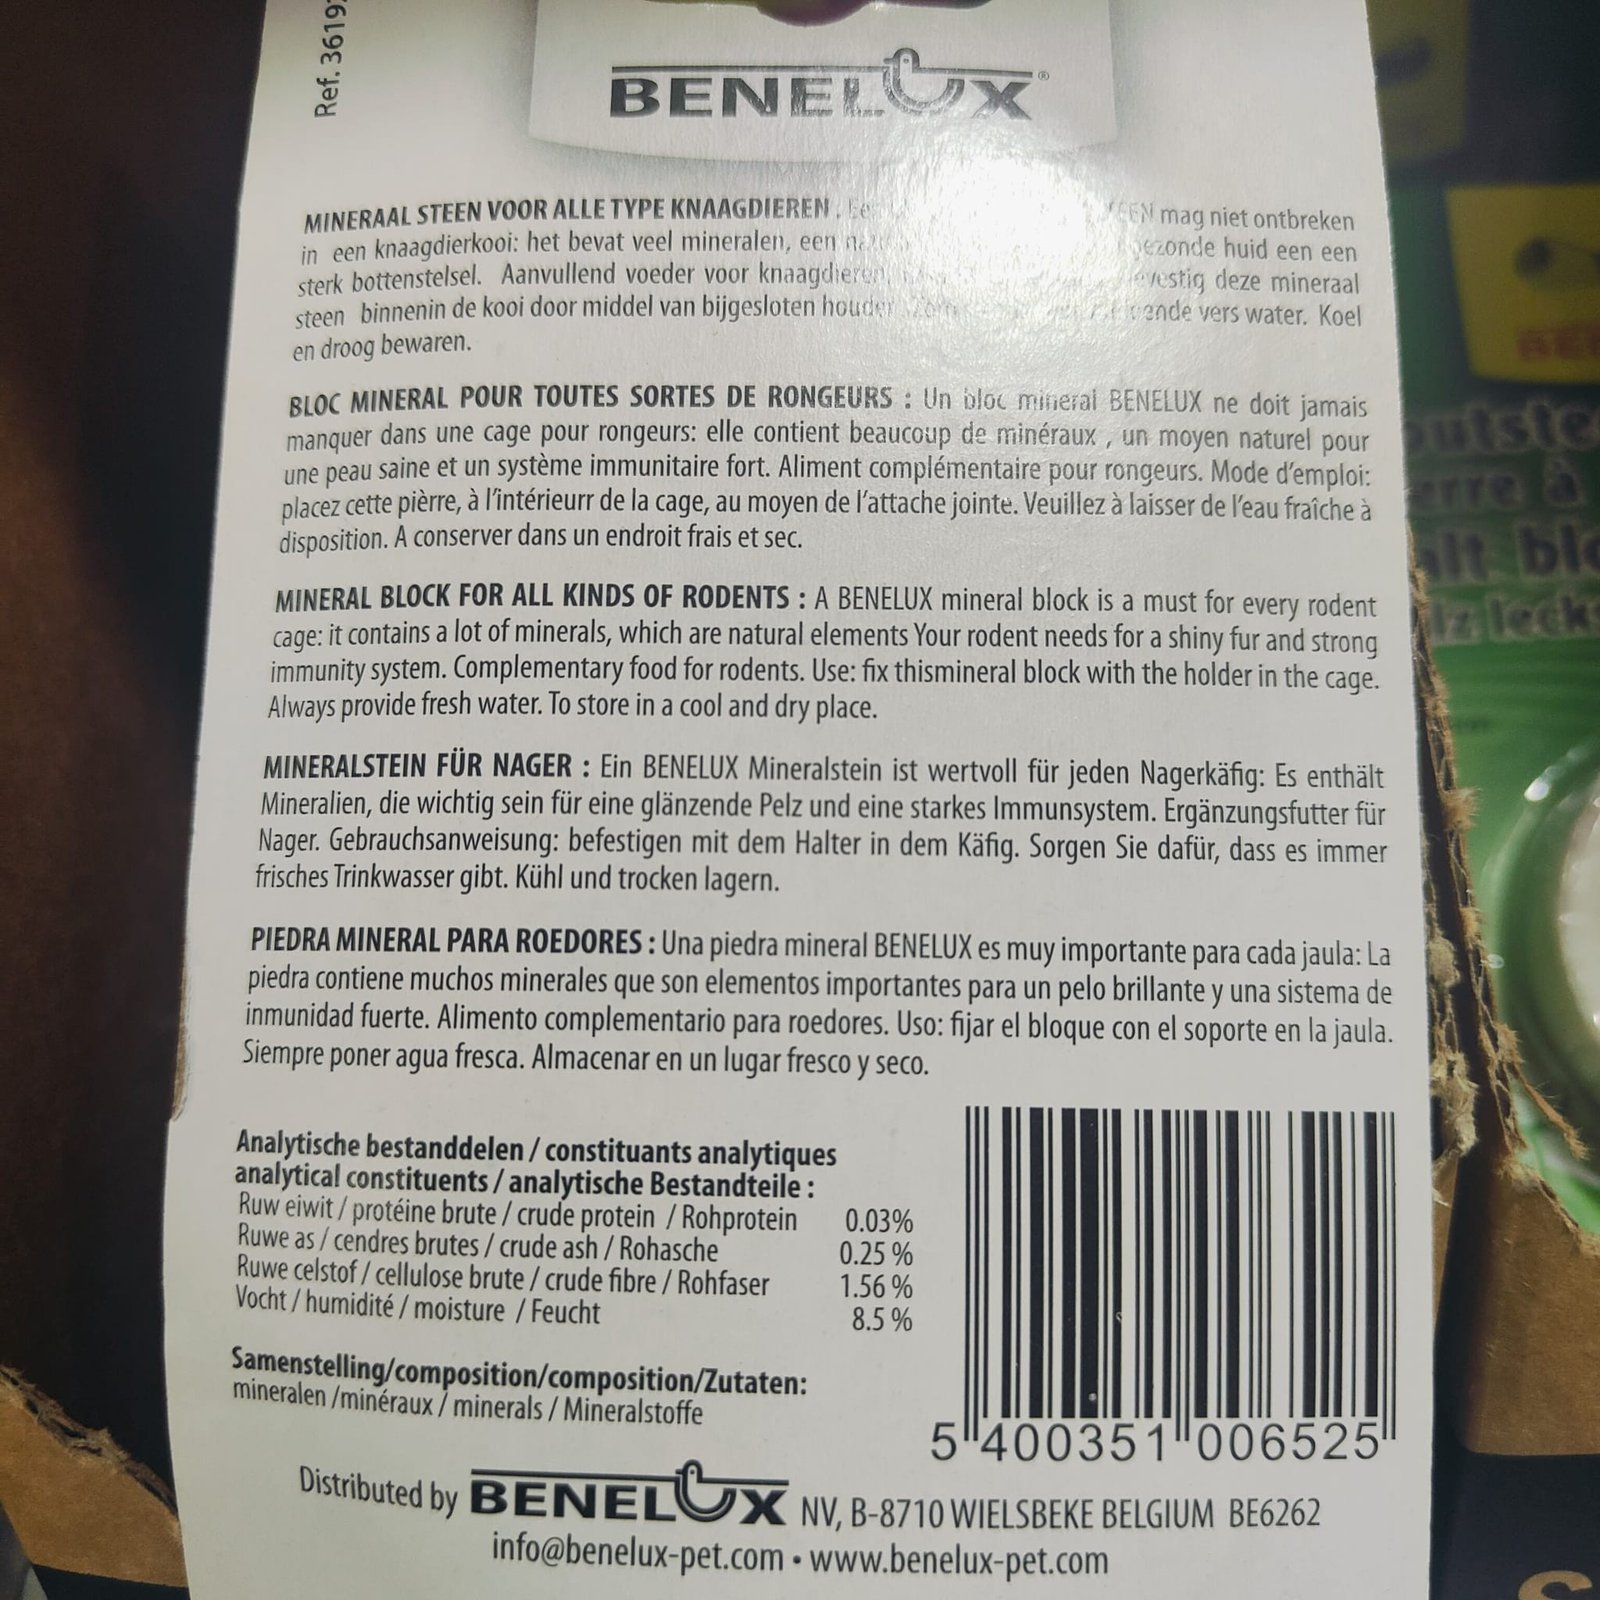 Ref. 3619
BENELUX®
MINERAAL STEEN VOOR ALLE TYPE KNAAGDIEREN . mag niet ontbreken
in een knaagdierkooi: het bevat veel mineralen, een gezonde huid een een
sterk bottenstelsel. Aanvullend voeder voor knaagdieren, bevestig deze mineraal
steen binnenin de kooi door middel van bijgesloten houder vers water. Koel
en droog bewaren.
BLOC MINERAL POUR TOUTES SORTES DE RONGEURS : Un bloc mineral BENELUX ne doit jamais
manquer dans une cage pour rongeurs: elle contient beaucoup de minéraux , un moyen naturel pour
une peau saine et un système immunitaire fort. Aliment complémentaire pour rongeurs. Mode d'emploi:
placez cette pièrre, à l'intérieurr de la cage, au moyen de l'attache jointe. Veuillez à laisser de l'eau fraîche à
disposition. A conserver dans un endroit frais et sec.
MINERAL BLOCK FOR ALL KINDS OF RODENTS : A BENELUX mineral block is a must for every rodent
cage: it contains a lot of minerals, which are natural elements Your rodent needs for a shiny fur and strong
immunity system. Complementary food for rodents. Use: fix thismineral block with the holder in the cage.
Always provide fresh water. To store in a cool and dry place.
MINERALSTEIN FÜR NAGER : Ein BENELUX Mineralstein ist wertvoll für jeden Nagerkäfig: Es enthält
Mineralien, die wichtig sein für eine glänzende Pelz und eine starkes Immunsystem. Ergänzungsfutter für
Nager. Gebrauchsanweisung: befestigen mit dem Halter in dem Käfig. Sorgen Sie dafür, dass es immer
frisches Trinkwasser gibt. Kühl und trocken lagern.
PIEDRA MINERAL PARA ROEDORES : Una piedra mineral BENELUX es muy importante para cada jaula: La
piedra contiene muchos minerales que son elementos importantes para un pelo brillante y una sistema de
inmunidad fuerte. Alimento complementario para roedores. Uso: fijar el bloque con el soporte en la jaula.
Siempre poner agua fresca. Almacenar en un lugar fresco y seco.
Analytische bestanddelen / constituants analytiques
analytical constituents / analytische Bestandteile :
Ruw eiwit / protéine brute / crude protein / Rohprotein 0.03%
Ruwe as / cendres brutes / crude ash / Rohasche 0.25 %
Ruwe celstof / cellulose brute / crude fibre / Rohfaser 1.56 %
Vocht / humidité / moisture / Feucht 8.5 %
Samenstelling/composition/composition/Zutaten:
mineralen /minéraux / minerals / Mineralstoffe
5 400351 006525
Distributed by BENELUX NV, B-8710 WIELSBEKE BELGIUM BE6262
info@benelux-pet.com • www.benelux-pet.com